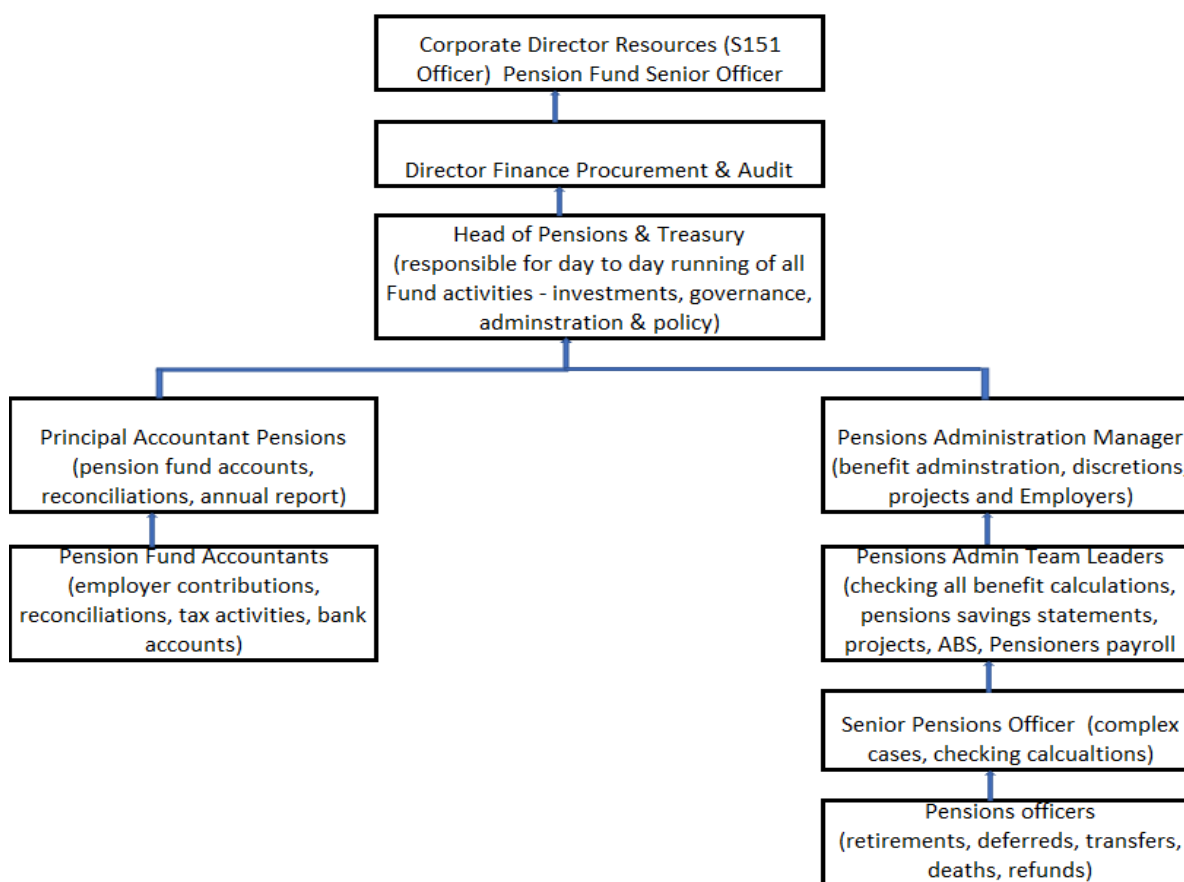 Corporate Director Resources (S151
Officer)  Pension Fund Senior Officer
Director Finance Procurement & Audit
Head of Pensions & Treasury
(responsible for day to day running of all
Fund activities - investments, governance,
adminstration & policy)
Principal Accountant Pensions
(pension fund accounts,
reconciliations, annual report)
Pension Fund Accountants
(employer contributions,
reconciliations, tax activities, bank
accounts)
Pensions Administration Manager
(benefit adminstration, discretions,
projects and Employers)
Pensions Admin Team Leaders
(checking all benefit calculations,
pensions savings statements,
projects, ABS, Pensioners payroll
Senior Pensions Officer  (complex
cases, checking calcualtions)
Pensions officers
(retirements, deferreds, transfers,
deaths, refunds)